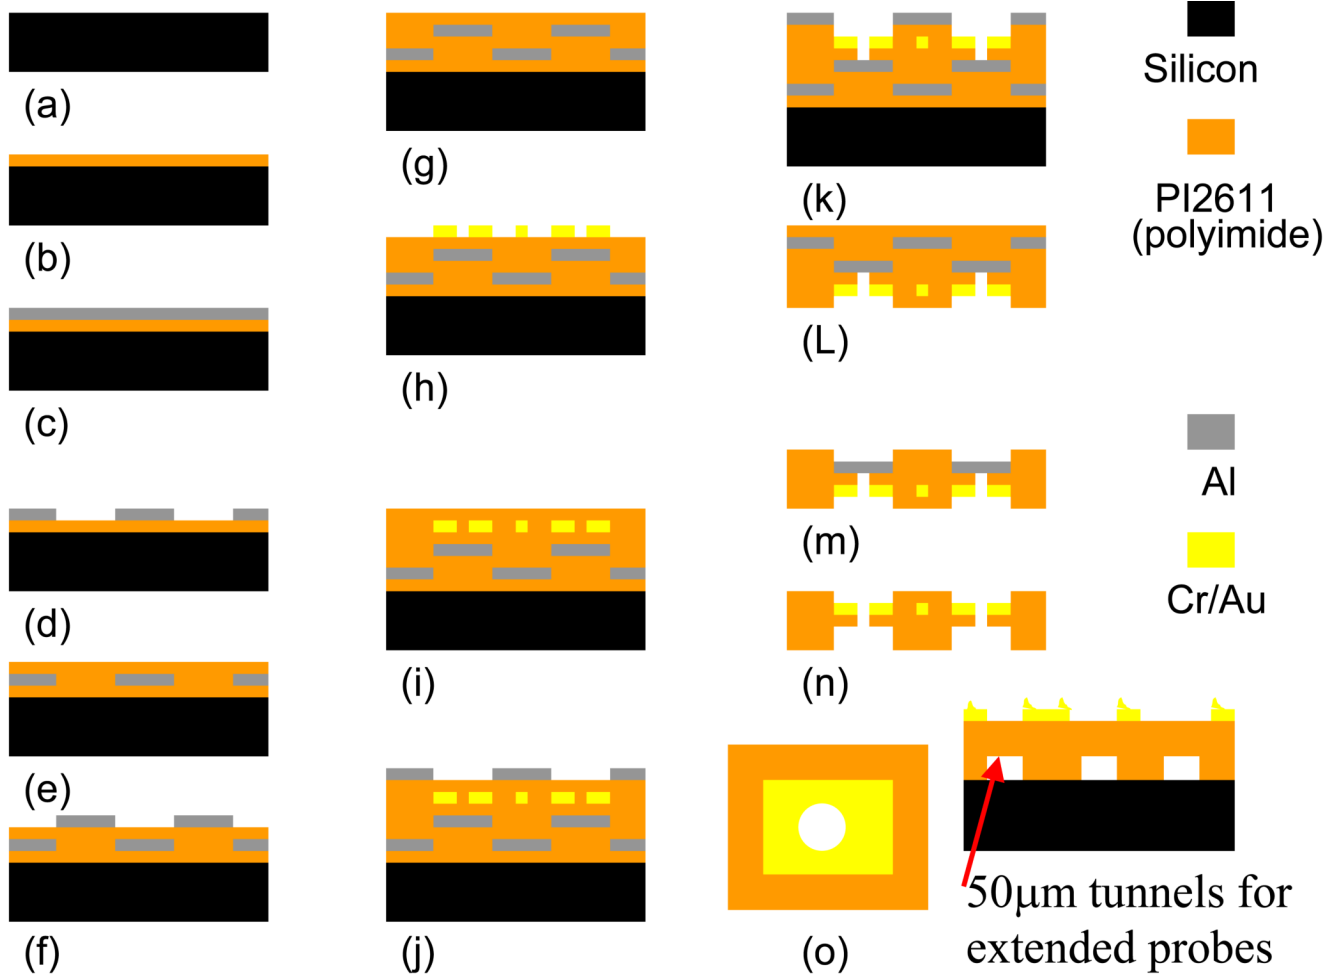 (a)
(b)
(c)
(d)
(e)
(f)
(g)
(h)
(i)
(j)
(k)
(L)
(m)
(n)
(o)
Silicon
PI2611
(polyimide)
Al
Cr/Au
50μm tunnels for
extended probes